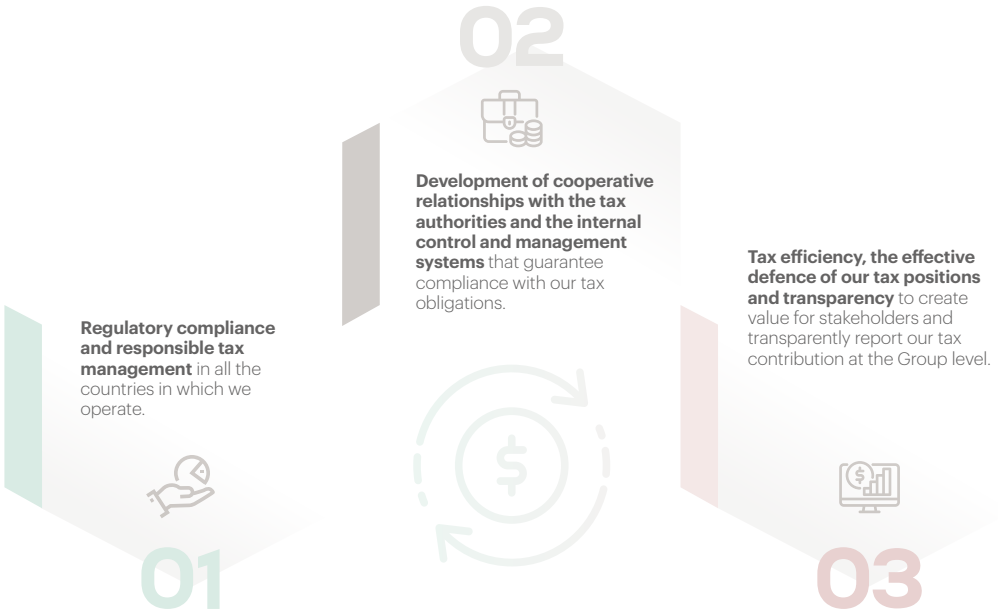 01
Regulatory compliance
and responsible tax
management in all the
countries in which we
operate.
02
Development of cooperative
relationships with the tax
authorities and the internal
control and management
systems that guarantee
compliance with our tax
obligations.
$
03
Tax efficiency, the effective
defence of our tax positions
and transparency to create
value for stakeholders and
transparently report our tax
contribution at the Group level.
$